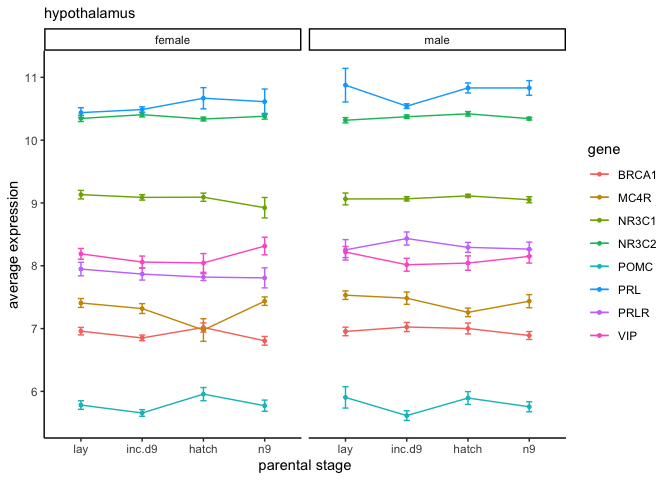 hypothalamus
female
male
average expression
11
10
9
8
7
6
lay
inc.d9
hatch
n9
lay
inc.d9
hatch
n9
parental stage
gene
BRCA1
MC4R
NR3C1
NR3C2
POMC
PRL
PRLR
VIP